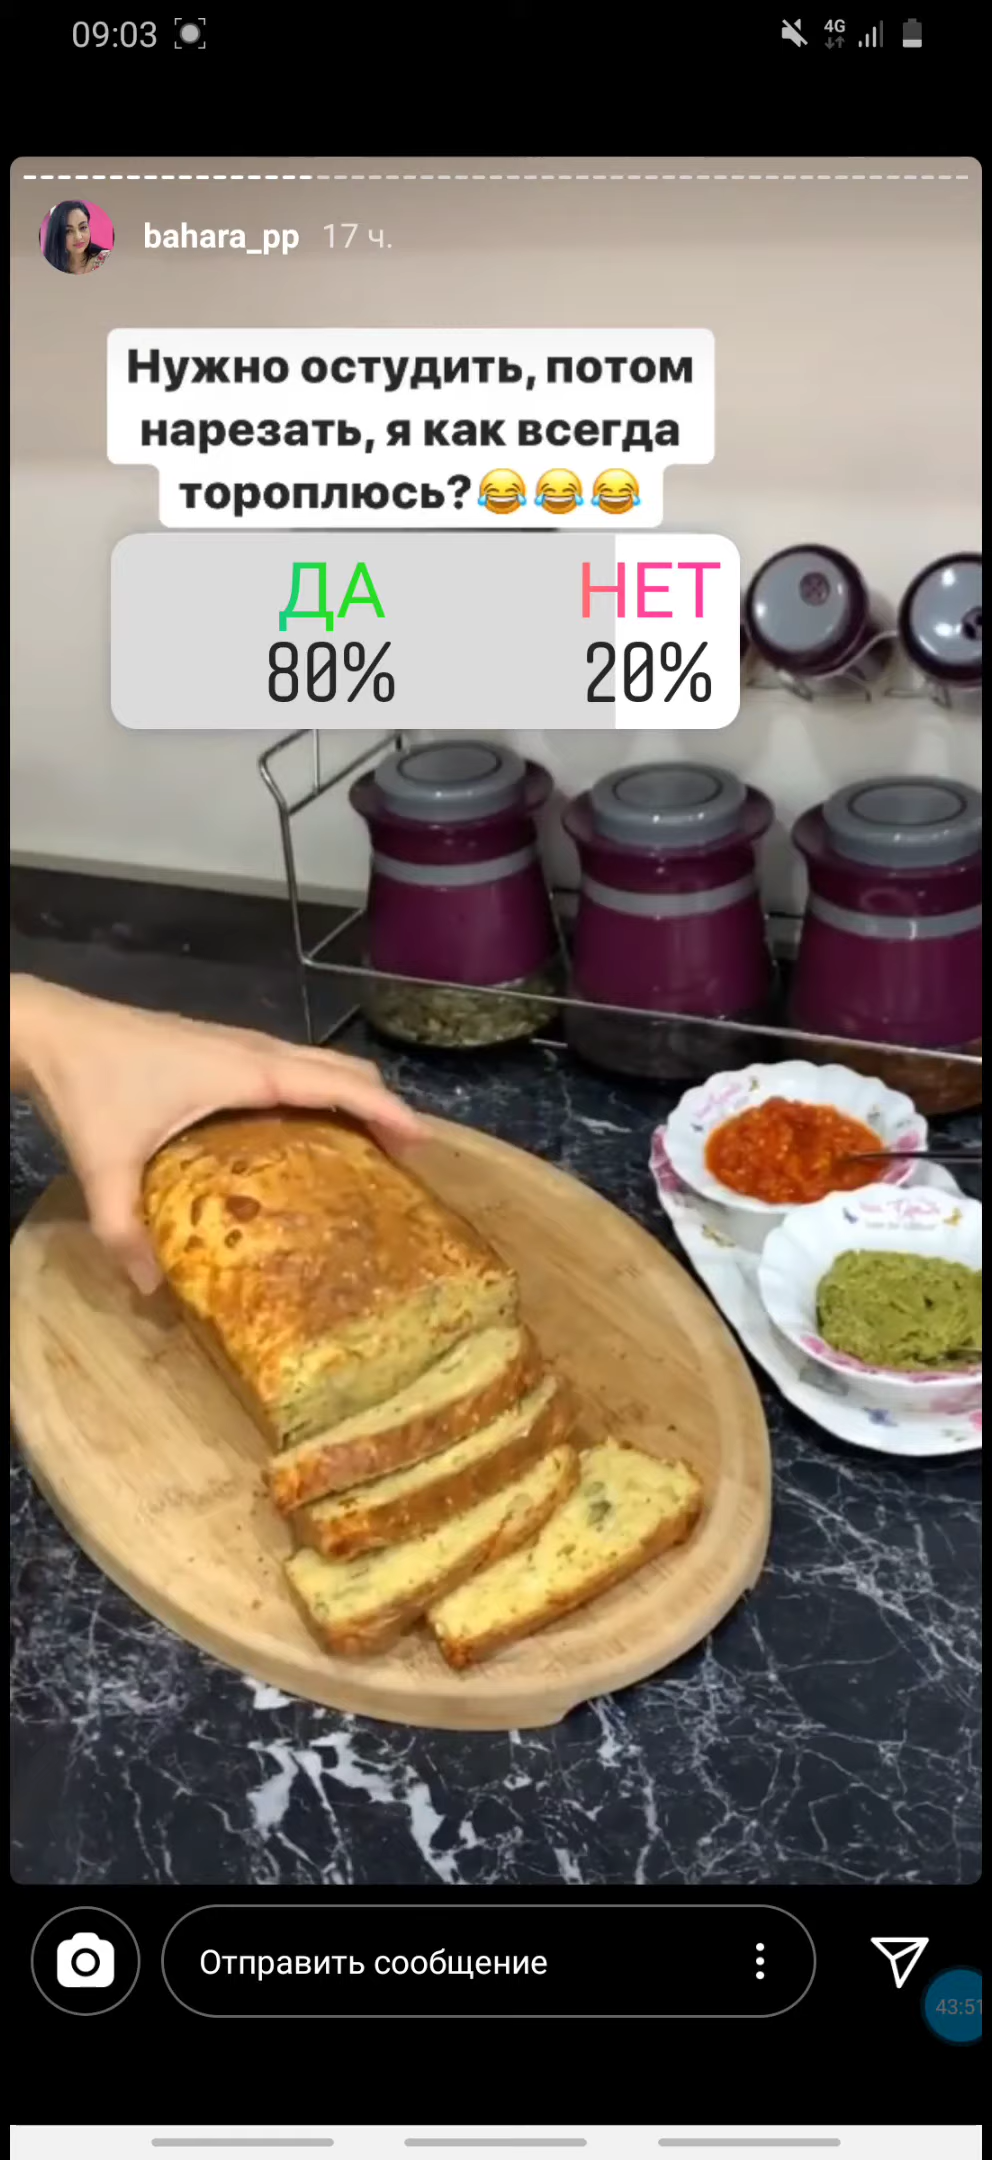 09:03
4G
bahara_pp 17 ч.
Нужно остудить, потом
нарезать, я как всегда
тороплюсь?😂😂😂
ДА НЕТ
80% 20%
Отправить сообщение
43:51